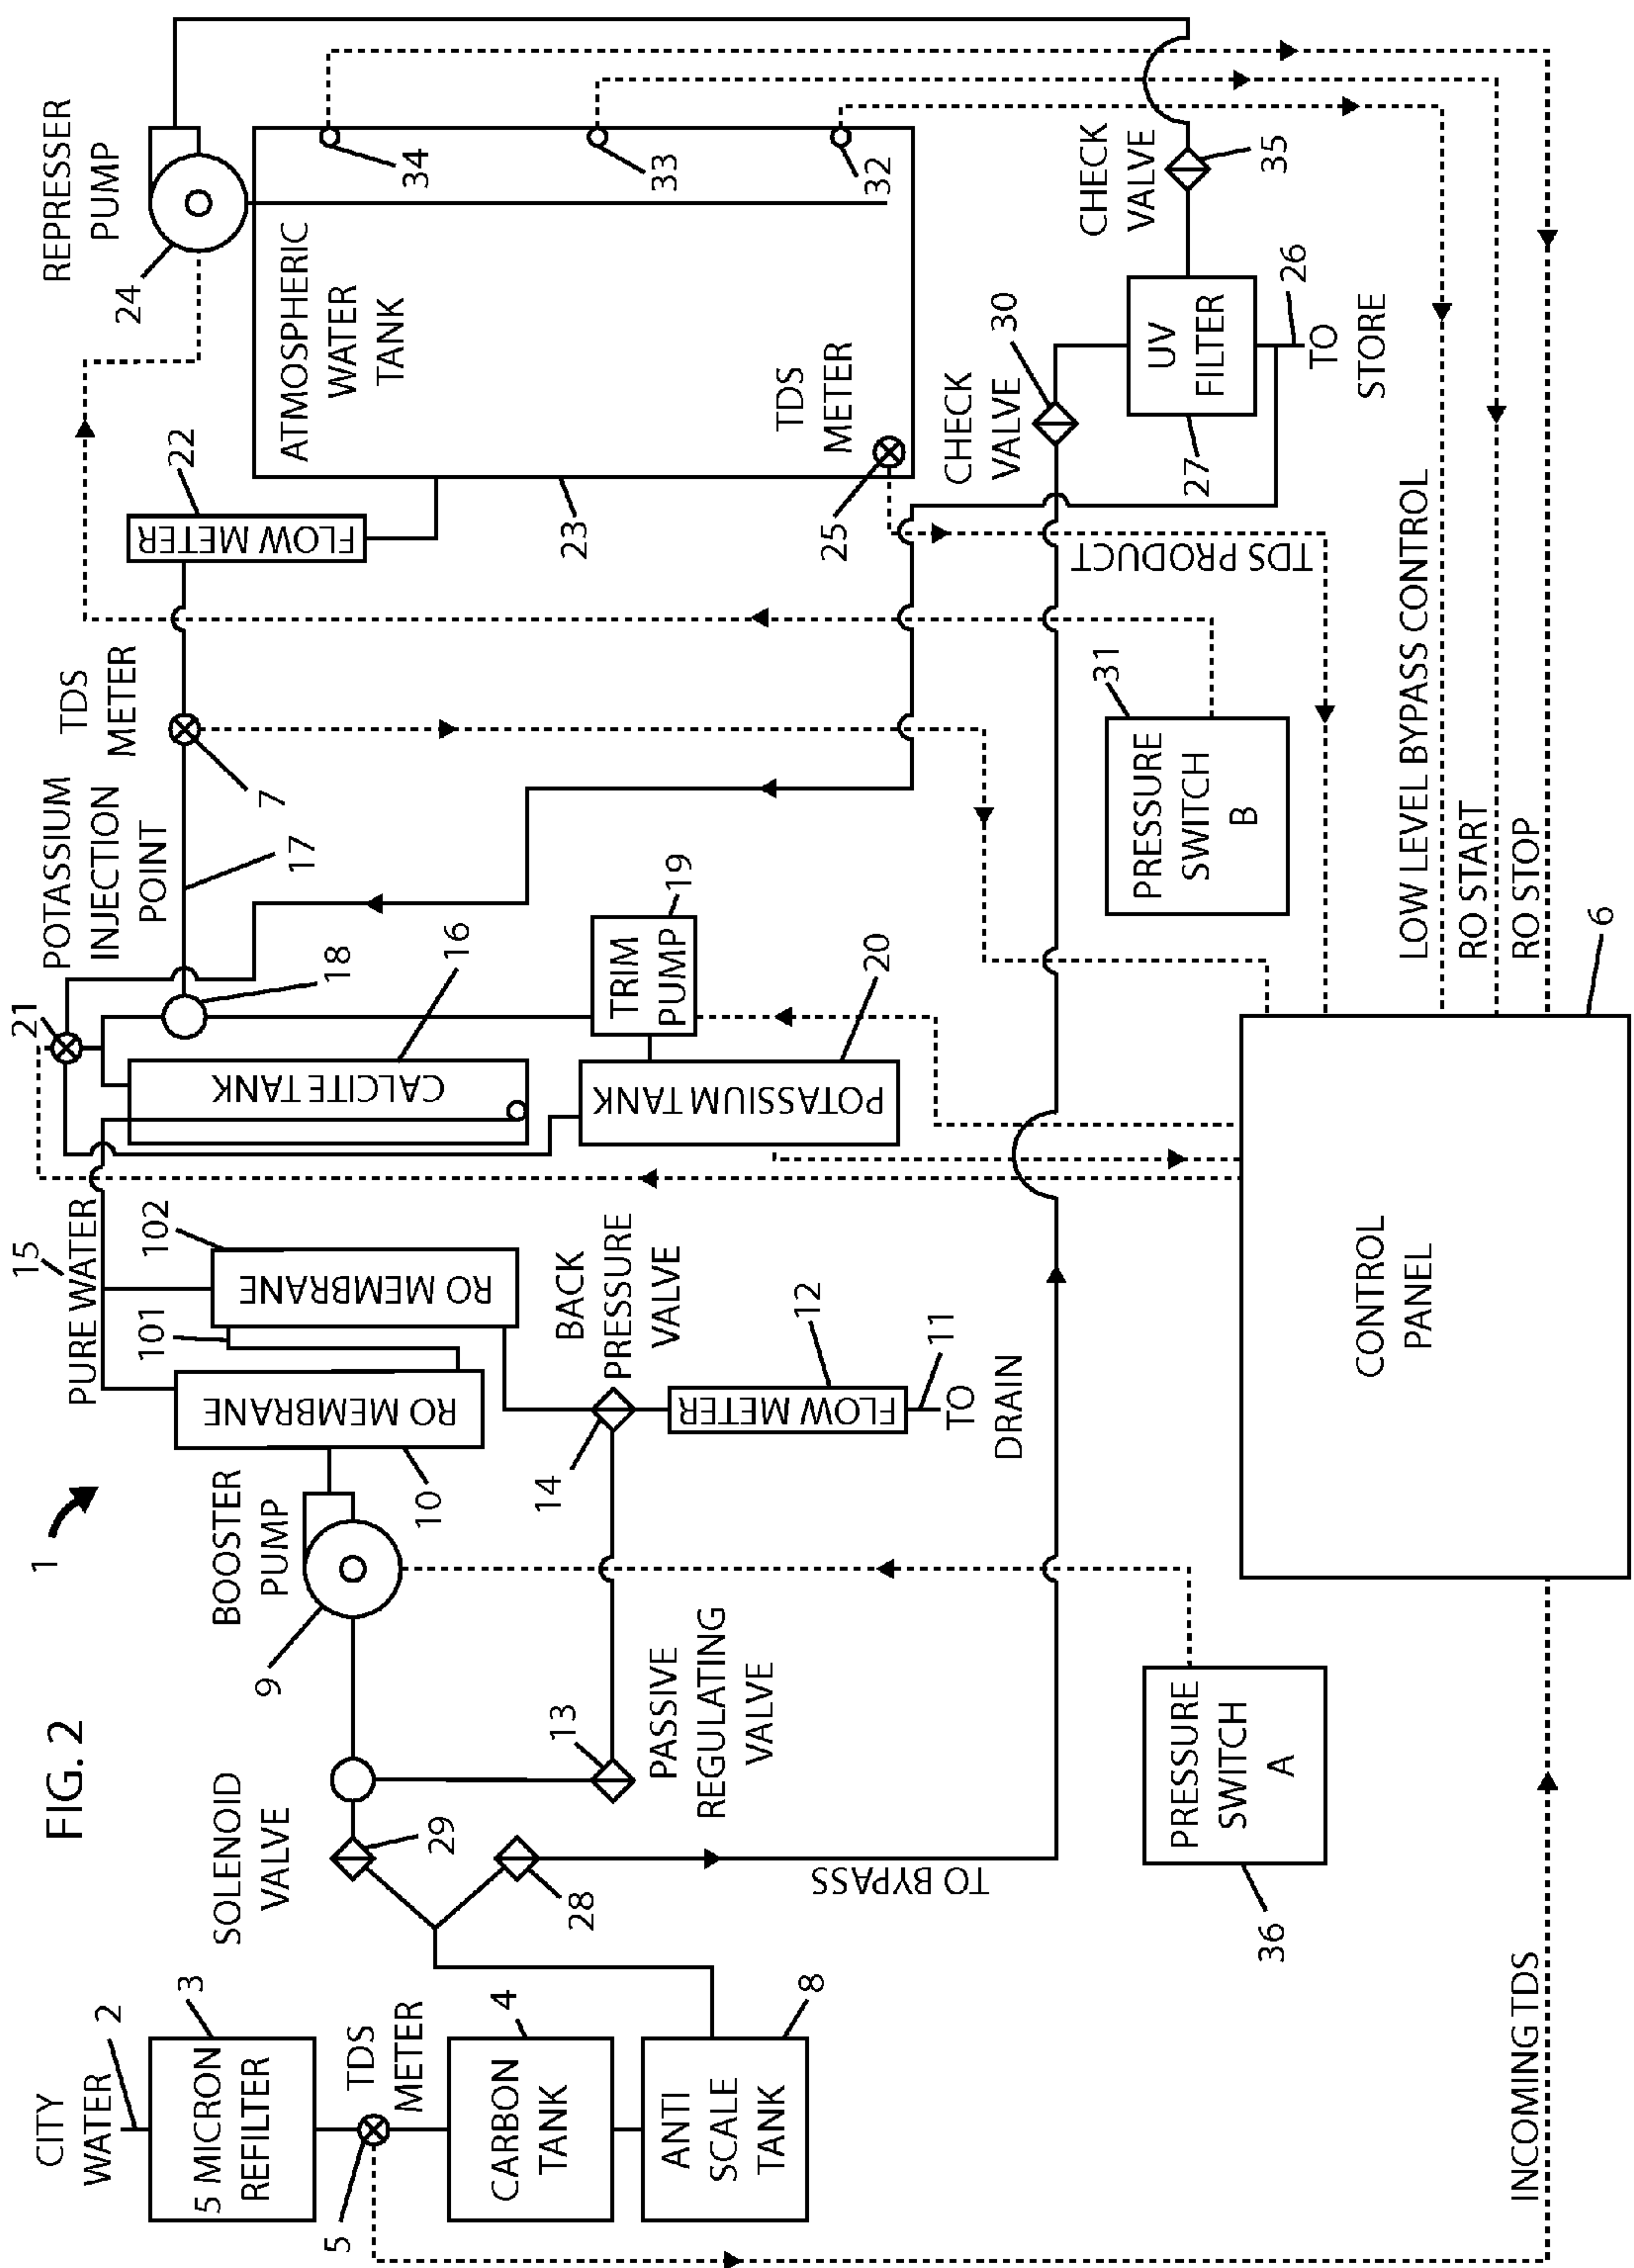 FIG. 2
1
CITY
WATER
2
5 MICRON
REFILTER
3
TDS
METER
5
CARBON
TANK
4
ANTI
SCALE
TANK
8
SOLENOID
VALVE
29
28
TO BYPASS
BOOSTER
PUMP
9
PASSIVE
REGULATING
VALVE
13
RO MEMBRANE
10
101
RO MEMBRANE
102
PURE WATER
15
BACK
PRESSURE
VALVE
14
FLOW METER
12
11
TO
DRAIN
CALCITE TANK
16
21
POTASSIUM
INJECTION
POINT
18
17
TRIM
PUMP
19
POTASSIUM TANK
20
TDS
METER
7
FLOW METER
22
REPRESSER
PUMP
24
ATMOSPHERIC
WATER
TANK
23
TDS
METER
25
34
33
32
CHECK
VALVE
30
CHECK
VALVE
35
UV
FILTER
27
26
TO
STORE
TDS PRODUCT
PRESSURE
SWITCH
B
31
PRESSURE
SWITCH
A
36
LOW LEVEL BYPASS CONTROL
RO START
RO STOP
CONTROL
PANEL
6
INCOMING TDS